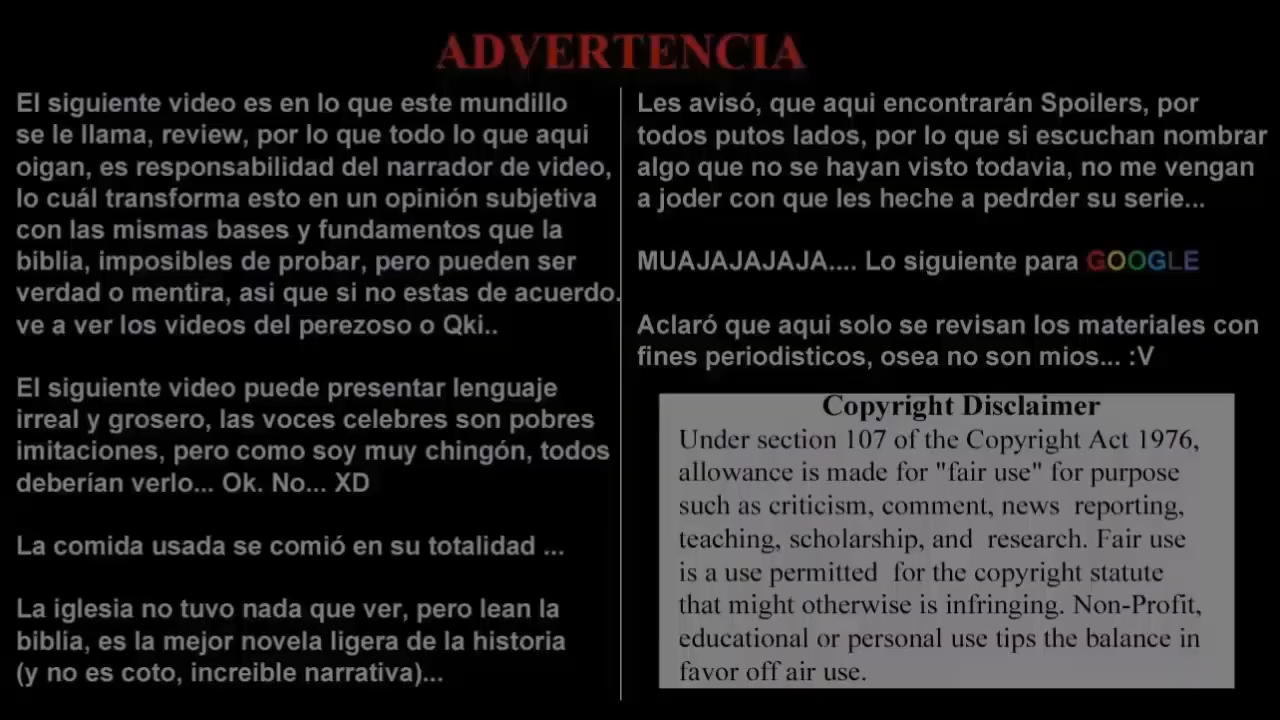 ADVERTENCIA
El siguiente video es en lo que este mundillo
se le llama, review, por lo que todo lo que aqui
oigan, es responsabilidad del narrador de video,
lo cuál transforma esto en un opinión subjetiva
con las mismas bases y fundamentos que la
biblia, imposibles de probar, pero pueden ser
verdad o mentira, asi que si no estas de acuerdo.
ve a ver los videos del perezoso o Qki..
El siguiente video puede presentar lenguaje
irreal y grosero, las voces celebres son pobres
imitaciones, pero como soy muy chingón, todos
deberían verlo... Ok. No... XD
La comida usada se comió en su totalidad ...
La iglesia no tuvo nada que ver, pero lean la
biblia, es la mejor novela ligera de la historia
(y no es coto, increible narrativa)...
Les avisó, que aqui encontrarán Spoilers, por
todos putos lados, por lo que si escuchan nombrar
algo que no se hayan visto todavia, no me vengan
a joder con que les heche a pedrder su serie...
MUAJAJAJAJA.... Lo siguiente para GOOGLE
Aclaró que aqui solo se revisan los materiales con
fines periodisticos, osea no son mios... :V
Copyright Disclaimer
Under section 107 of the Copyright Act 1976,
allowance is made for "fair use" for purpose
such as criticism, comment, news reporting,
teaching, scholarship, and research. Fair use
is a use permitted for the copyright statute
that might otherwise is infringing. Non-Profit,
educational or personal use tips the balance in
favor off air use.